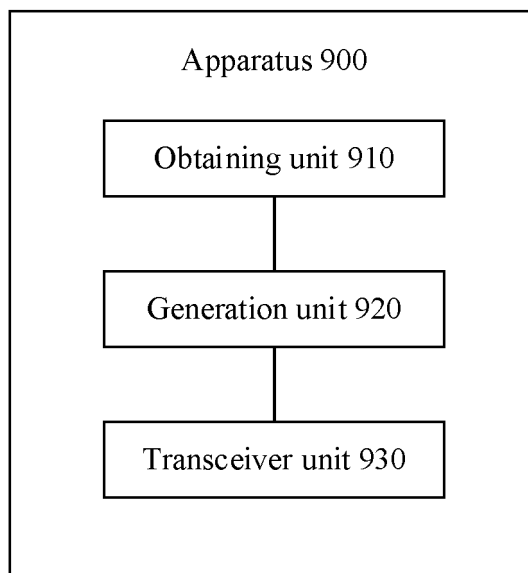 Apparatus 900
Obtaining unit 910
Generation unit 920
Transceiver unit 930